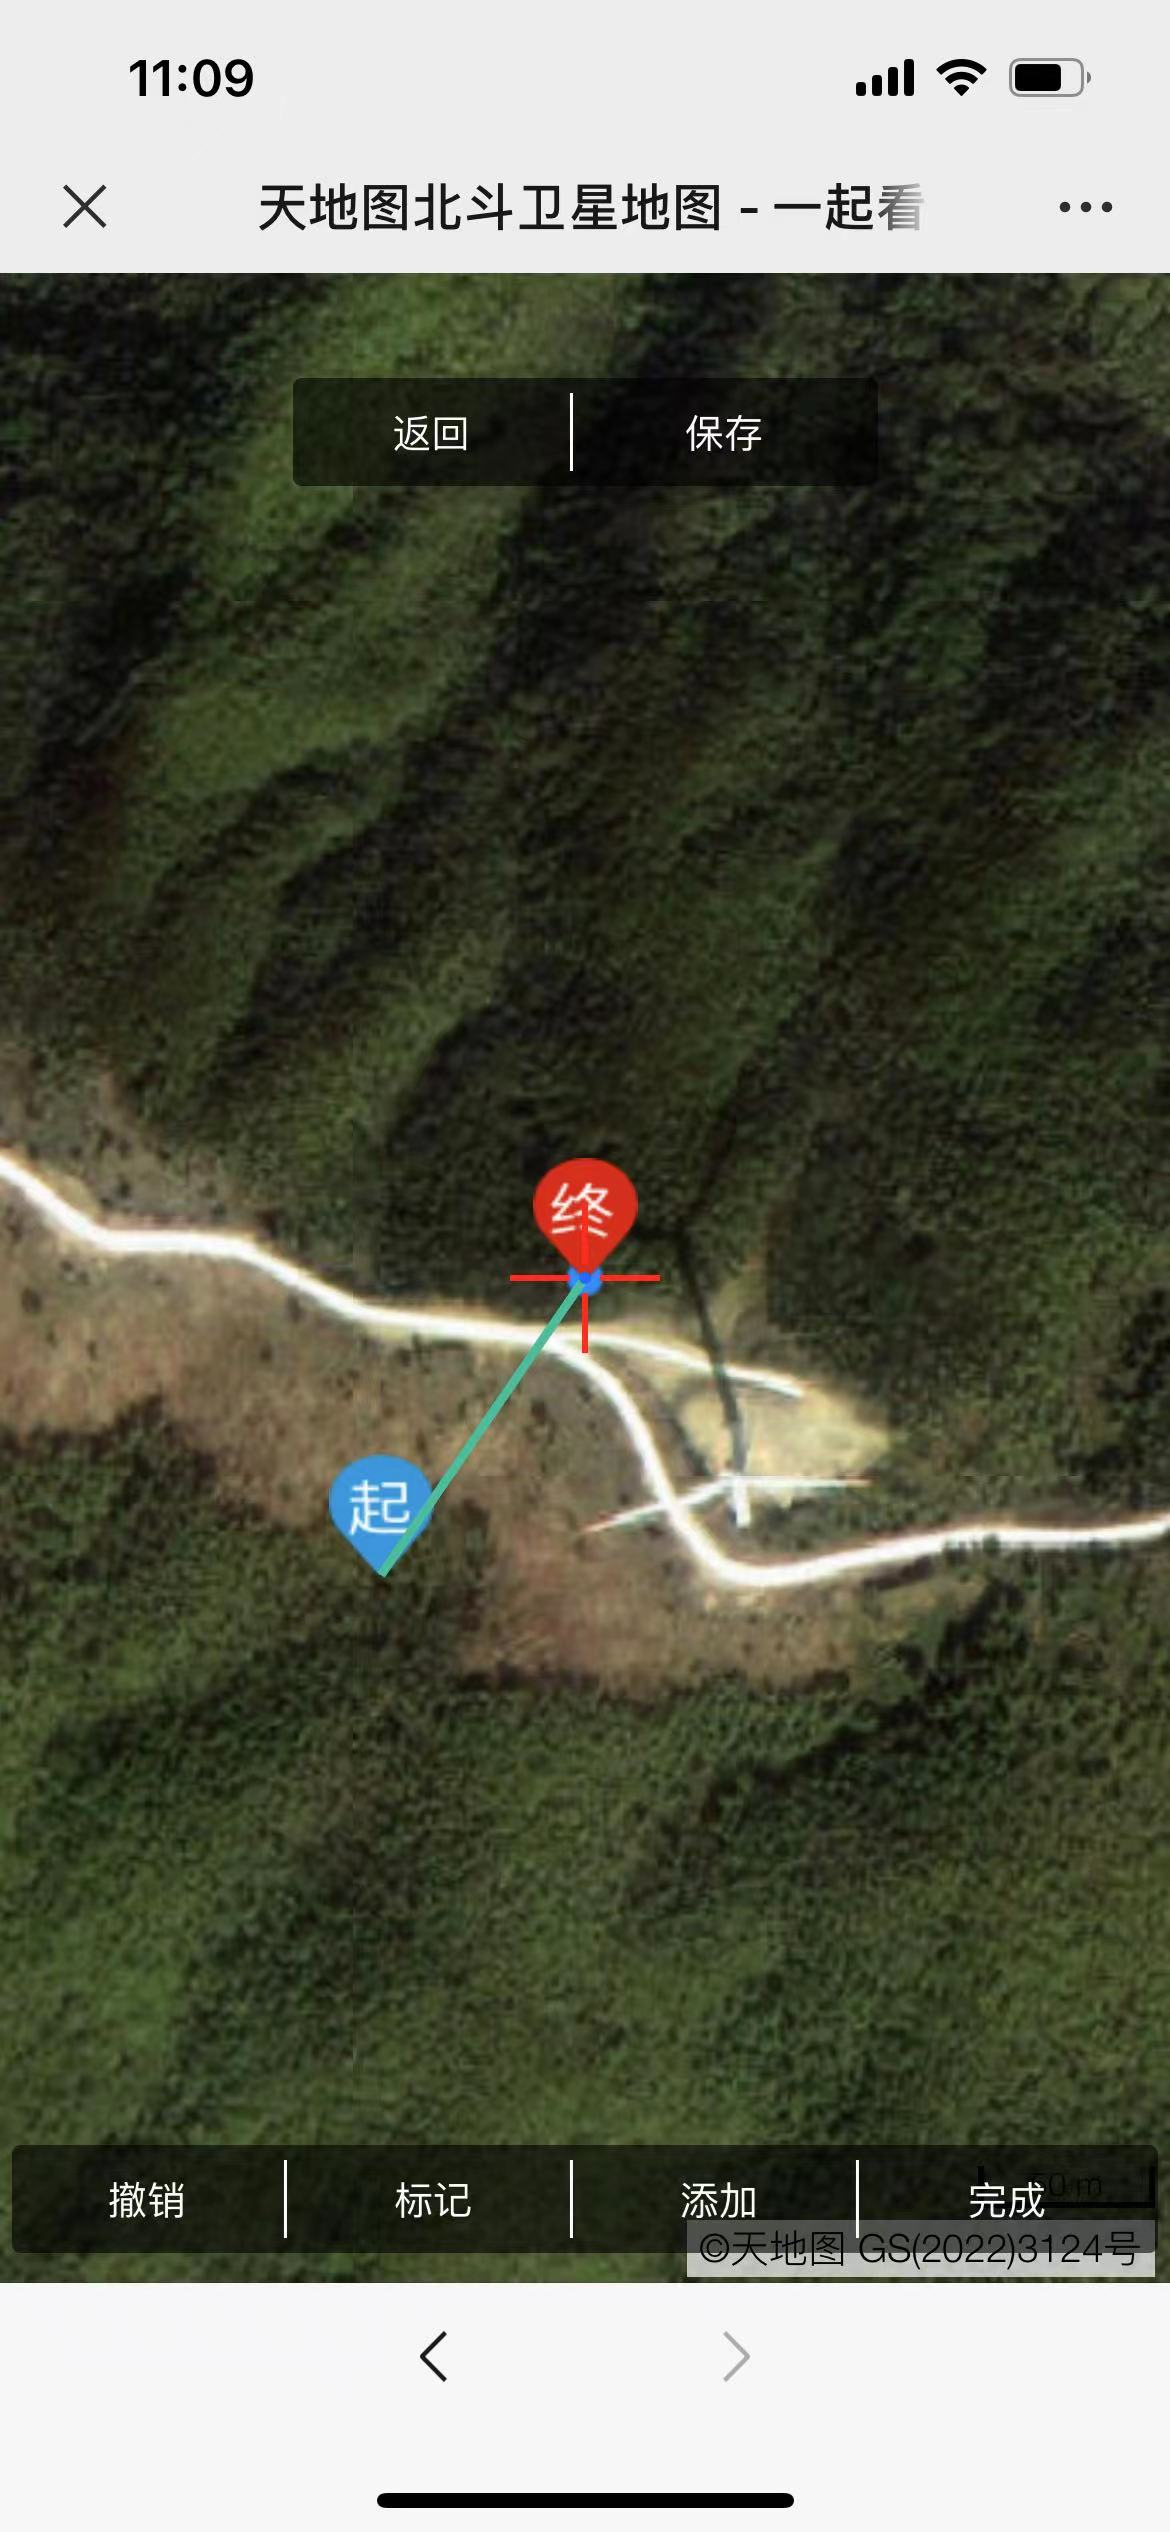 11:09
天地图北斗卫星地图 - 一起看
返回
保存
终
起
撤销
标记
添加
完成
50 m
©天地图 GS(2022)3124号